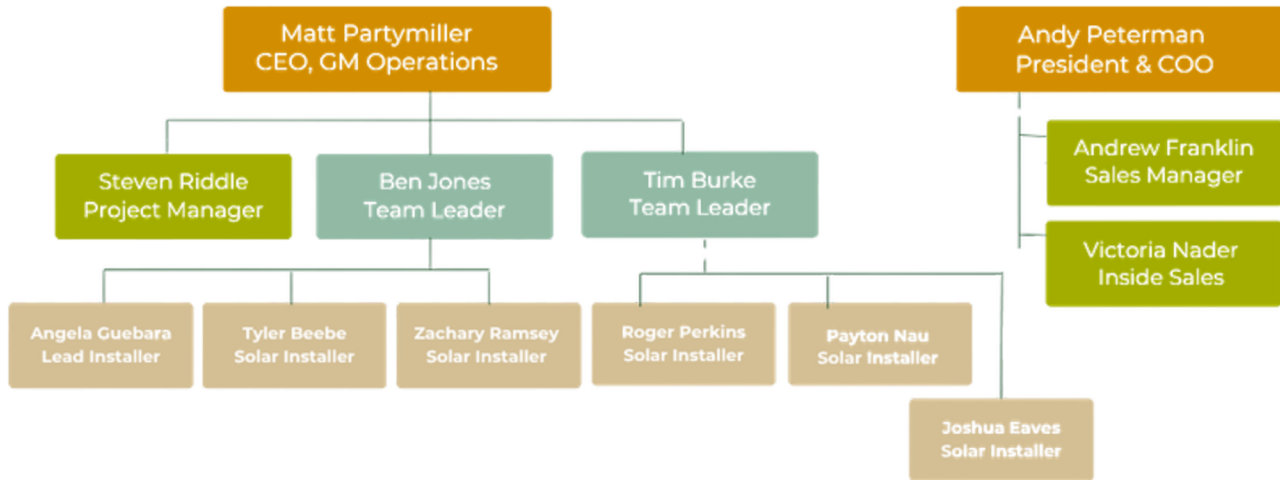 Matt Partymiller
CEO, GM Operations
Andy Peterman
President & COO
Steven Riddle
Project Manager
Ben Jones
Team Leader
Tim Burke
Team Leader
Andrew Franklin
Sales Manager
Victoria Nader
Inside Sales
Angela Guebara
Lead Installer
Tyler Beebe
Solar Installer
Zachary Ramsey
Solar Installer
Roger Perkins
Solar Installer
Payton Nau
Solar Installer
Joshua Eaves
Solar Installer